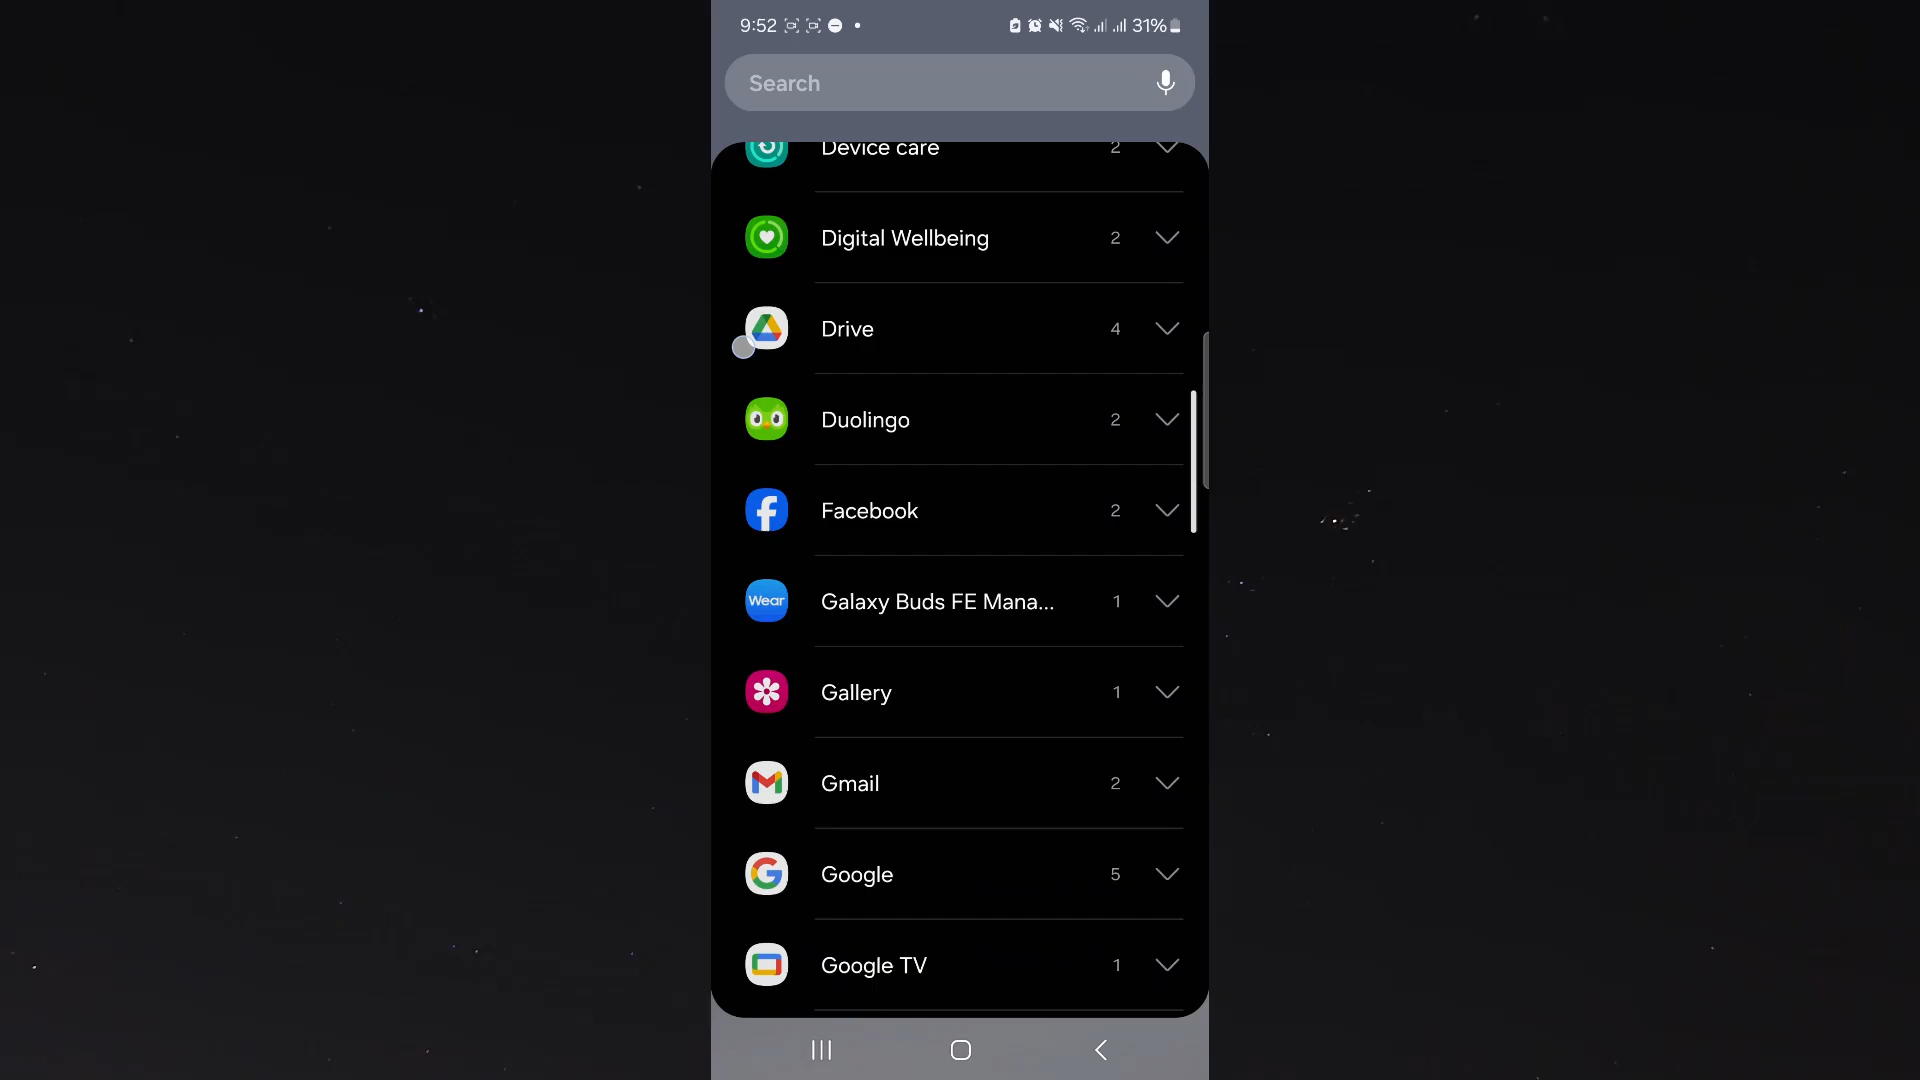 9:52 31%
Search
Device care 2
Digital Wellbeing 2
Drive 4
Duolingo 2
Facebook 2
Wear Galaxy Buds FE Mana... 1
Gallery 1
Gmail 2
Google 5
Google TV 1